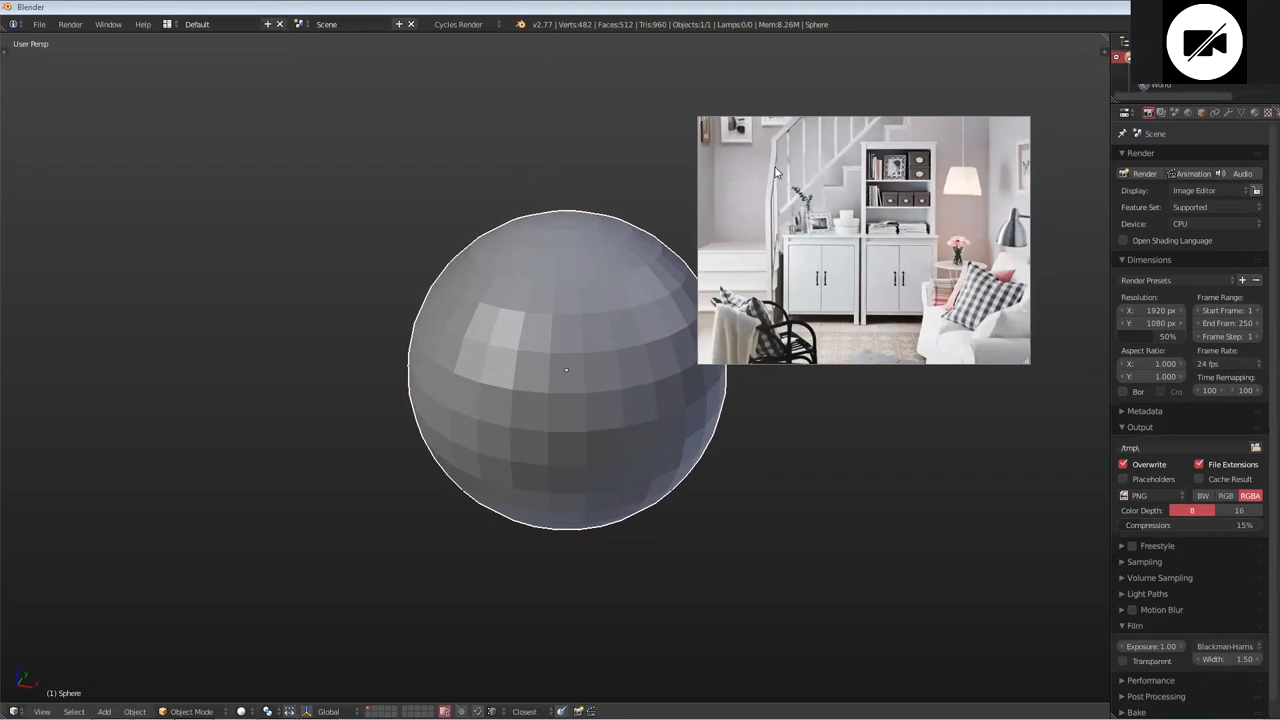 Blender
File Render Window Help Default Scene Cycles Render v2.77 | Verts:482 | Faces:512 | Tris:960 | Objects:1/1 | Lamps:0/0 | Mem:8.26M | Sphere
User Persp
World
Scene
Render
Render Animation Audio
Display: Image Editor
Feature Set: Supported
Device: CPU
Open Shading Language
Dimensions
Render Presets
Resolution: Frame Range:
X: 1920 px Start Frame: 1
Y: 1080 px End Fram: 250
50% Frame Step: 1
Aspect Ratio: Frame Rate:
X: 1.000 24 fps
Y: 1.000 Time Remapping:
Bor Cro 100 100
Metadata
Output
/tmp\
Overwrite File Extensions
Placeholders Cache Result
PNG BW RGB RGBA
Color Depth: 8 16
Compression: 15%
Freestyle
Sampling
Volume Sampling
Light Paths
Motion Blur
Film
Exposure:1.00 Blackman-Harris
Transparent Width: 1.50
Performance
Post Processing
Bake
(1) Sphere
View Select Add Object Object Mode Global Closest